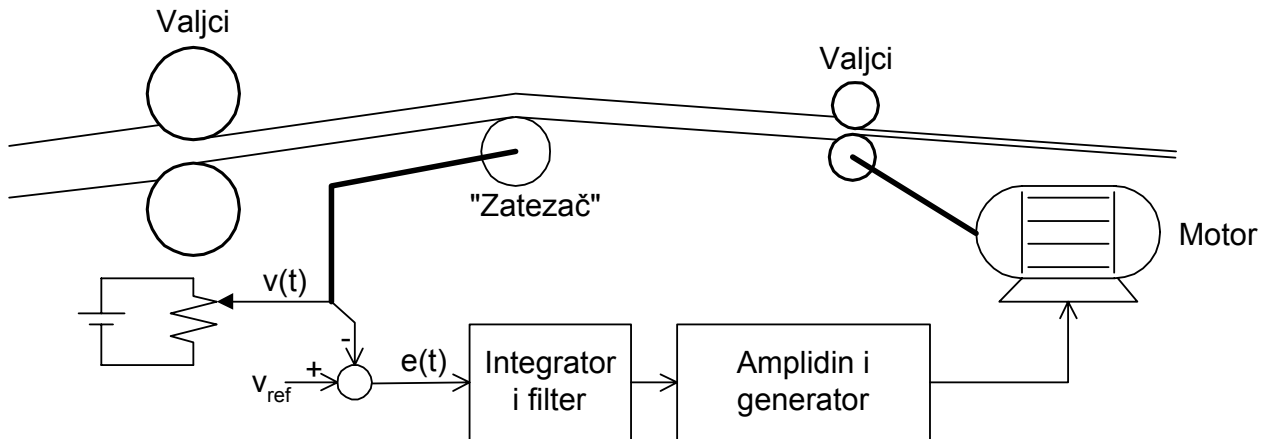 Valjci
Valjci
"Zatezač"
Motor
v(t)
-
+
v_ref
e(t)
Integrator
i filter
Amplidin i
generator